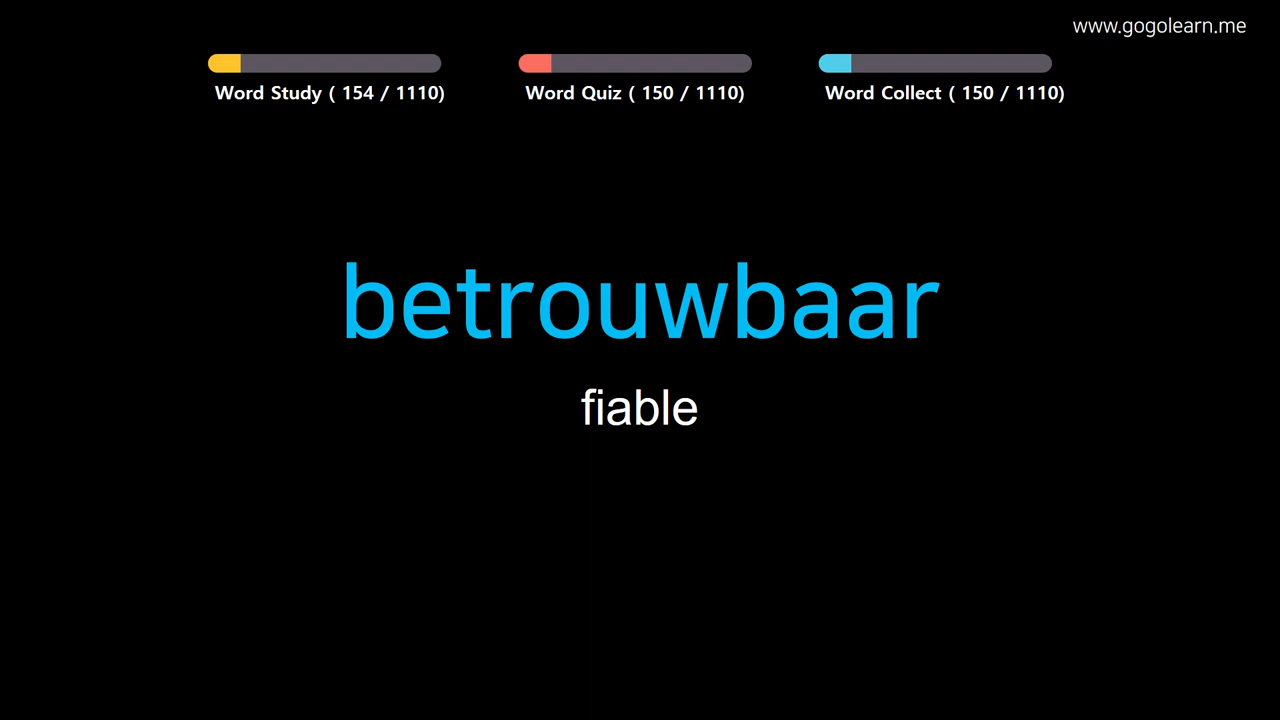 www.gogolearn.me
Word Study ( 154 / 1110)
Word Quiz ( 150 / 1110)
Word Collect ( 150 / 1110)
betrouwbaar
fiable